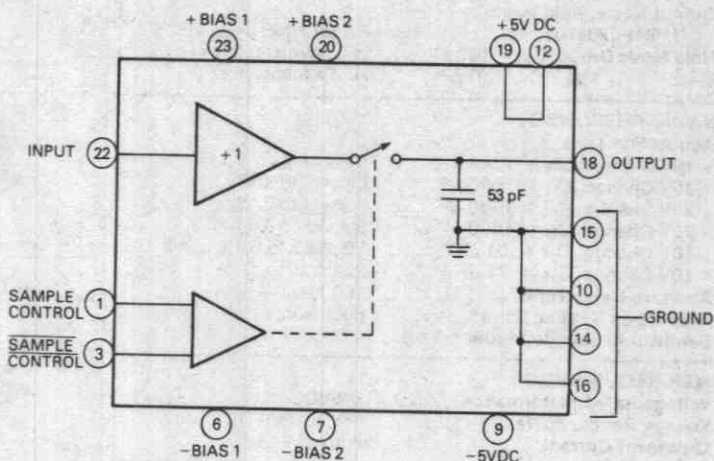 +BIAS 1 +BIAS 2 +5V DC
23 20 19 12
INPUT 22 +1 18 OUTPUT
53 pF
15
SAMPLE
CONTROL 1 10
GROUND
SAMPLE
CONTROL 3 14
16
6 7 9
−BIAS 1 −BIAS 2 −5VDC